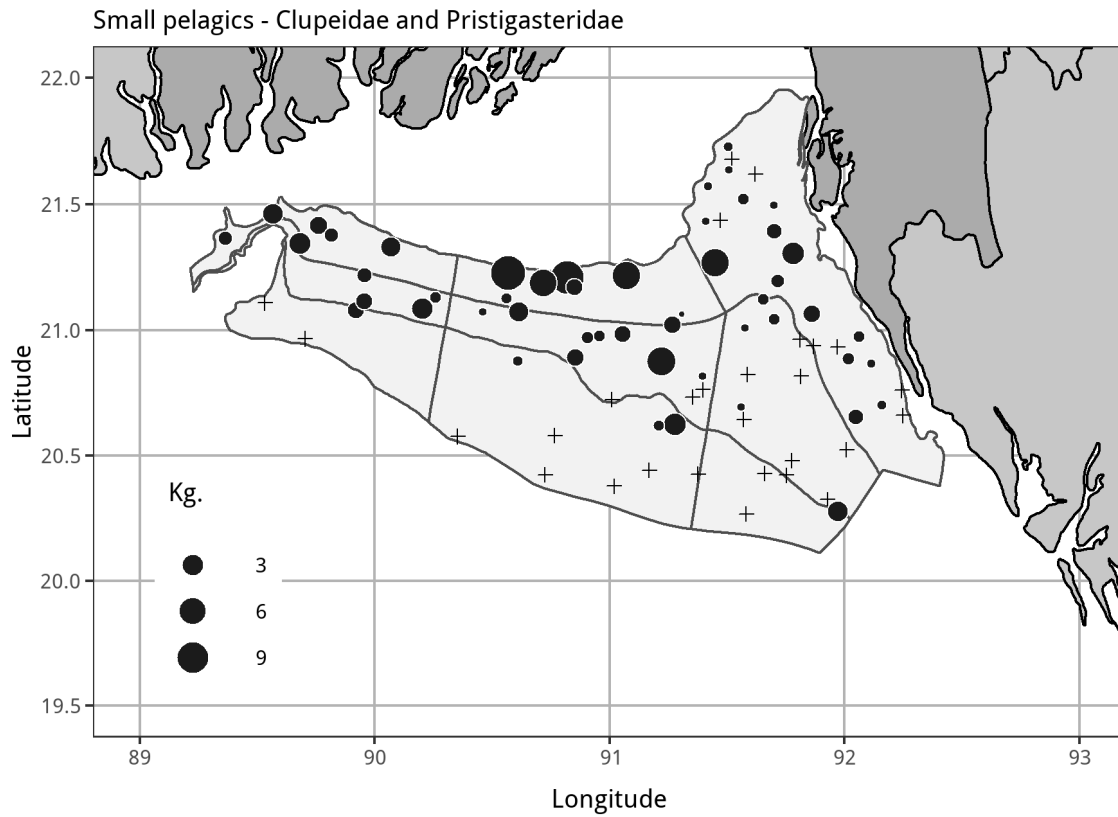 Small pelagics - Clupeidae and Pristigasteridae
22.0
21.5
21.0
20.5
20.0
19.5
Latitude
Kg.
3
6
9
89 90 91 92 93
Longitude